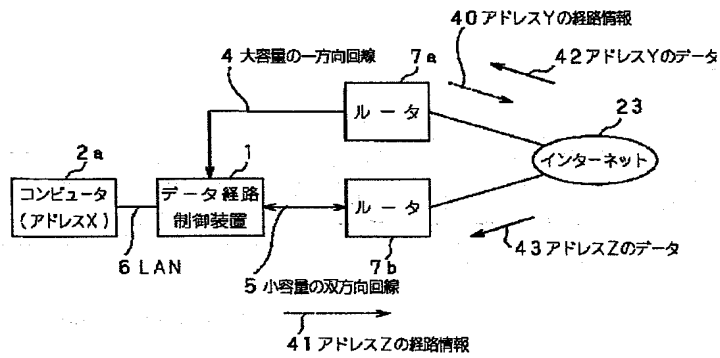 40 アドレスYの経路情報
42 アドレスYのデータ
4 大容量の一方向回線
7a
ルータ
23
インターネット
2a
コンピュータ
(アドレスX)
1
データ経路
制御装置
ルータ
7b
43 アドレスZのデータ
6 LAN
5 小容量の双方向回線
41 アドレスZの経路情報